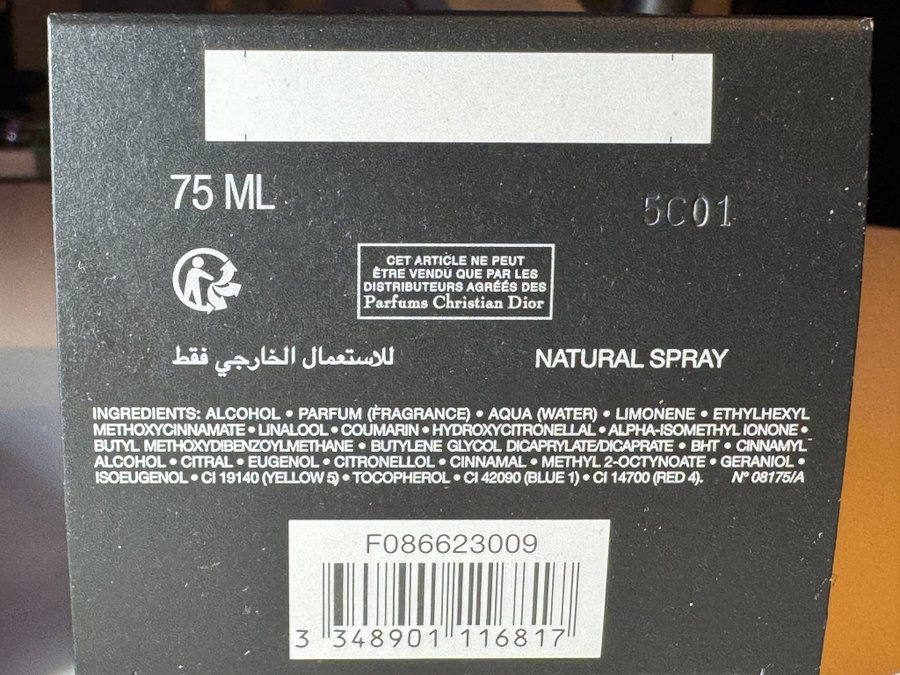 75 ML
5C01
CET ARTICLE NE PEUT
ÊTRE VENDU QUE PAR LES
DISTRIBUTEURS AGRÉÉS DES
Parfums Christian Dior
للاستعمال الخارجي فقط
NATURAL SPRAY
INGREDIENTS: ALCOHOL • PARFUM (FRAGRANCE) • AQUA (WATER) • LIMONENE • ETHYLHEXYL
METHOXYCINNAMATE • LINALOOL • COUMARIN • HYDROXYCITRONELLAL • ALPHA-ISOMETHYL IONONE •
BUTYL METHOXYDIBENZOYLMETHANE • BUTYLENE GLYCOL DICAPRYLATE/DICAPRATE • BHT • CINNAMYL
ALCOHOL • CITRAL • EUGENOL • CITRONELLOL • CINNAMAL • METHYL 2-OCTYNOATE • GERANIOL •
ISOEUGENOL • CI 19140 (YELLOW 5) • TOCOPHEROL • CI 42090 (BLUE 1) • CI 14700 (RED 4). N° 08175/A
F086623009
3 348901 116817